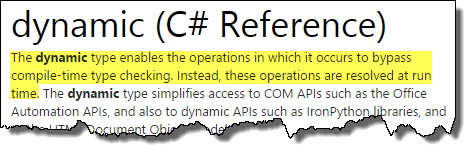 dynamic (C# Reference)
The dynamic type enables the operations in which it occurs to bypass
compile-time type checking. Instead, these operations are resolved at run
time. The dynamic type simplifies access to COM APIs such as the Office
Automation APIs, and also to dynamic APIs such as IronPython libraries, and
HTML Document